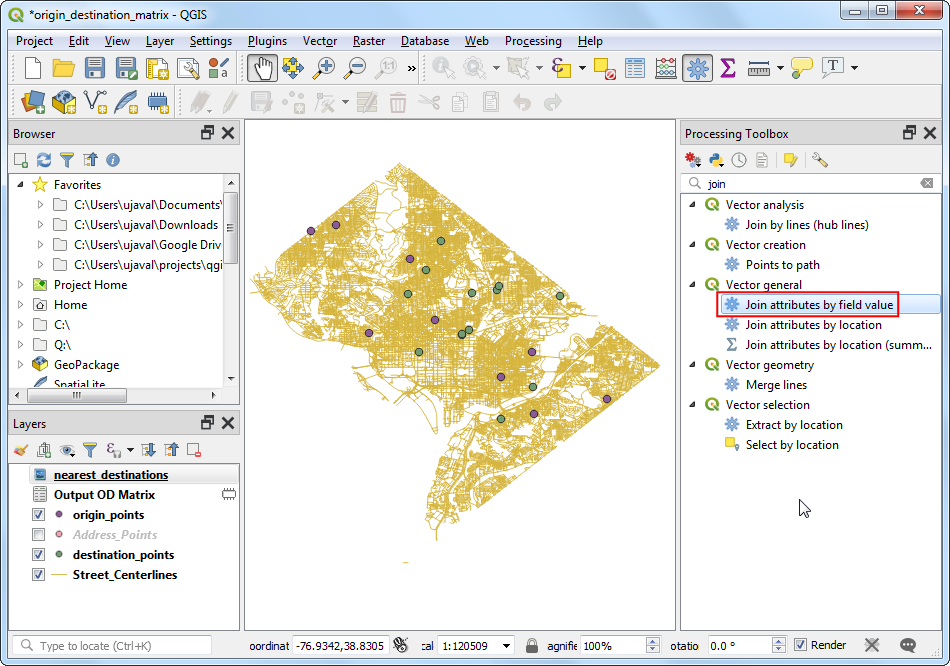 *origin_destination_matrix - QGIS
Project Edit View Layer Settings Plugins Vector Raster Database Web Processing Help
Browser
Favorites
C:\Users\ujaval\Documents\
C:\Users\ujaval\Downloads
C:\Users\ujaval\Google Driv
C:\Users\ujaval\projects\qgi
Project Home
Home
C:\
Q:\
GeoPackage
SpatiaLite
Layers
nearest_destinations
Output OD Matrix
origin_points
Address_Points
destination_points
Street_Centerlines
Processing Toolbox
join
Vector analysis
Join by lines (hub lines)
Vector creation
Points to path
Vector general
Join attributes by field value
Join attributes by location
Join attributes by location (summ...
Vector geometry
Merge lines
Vector selection
Extract by location
Select by location
Type to locate (Ctrl+K) oordinat -76.9342,38.8305 cal 1:120509 agnifie 100% otatio 0.0 ° Render